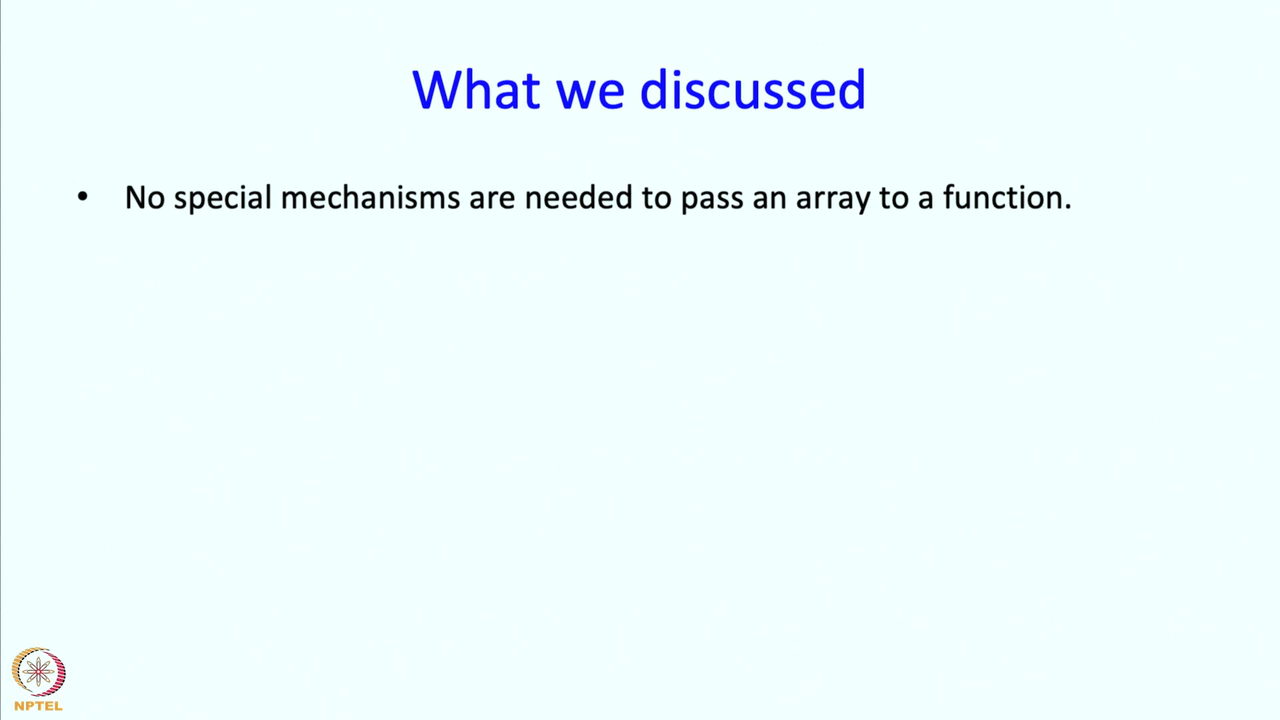 What we discussed
• No special mechanisms are needed to pass an array to a function.
NPTEL